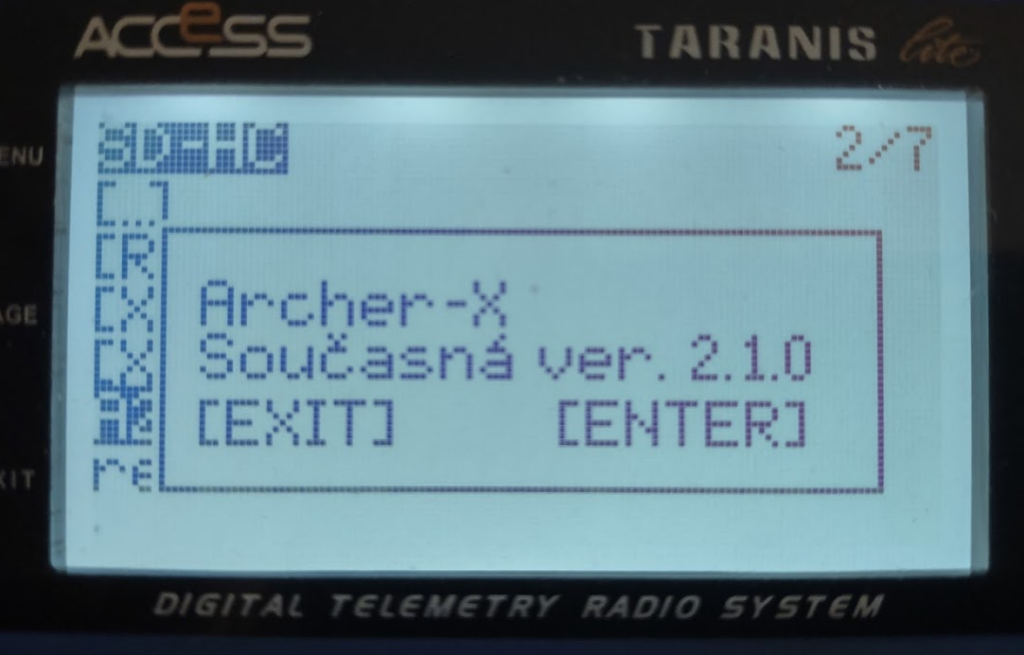 ACCESS
TARANIS lite
SD-HC 2/7
[..]
[R
[X
[X
Archer-X
Současná ver. 2.1.0
[EXIT] [ENTER]
re
DIGITAL TELEMETRY RADIO SYSTEM